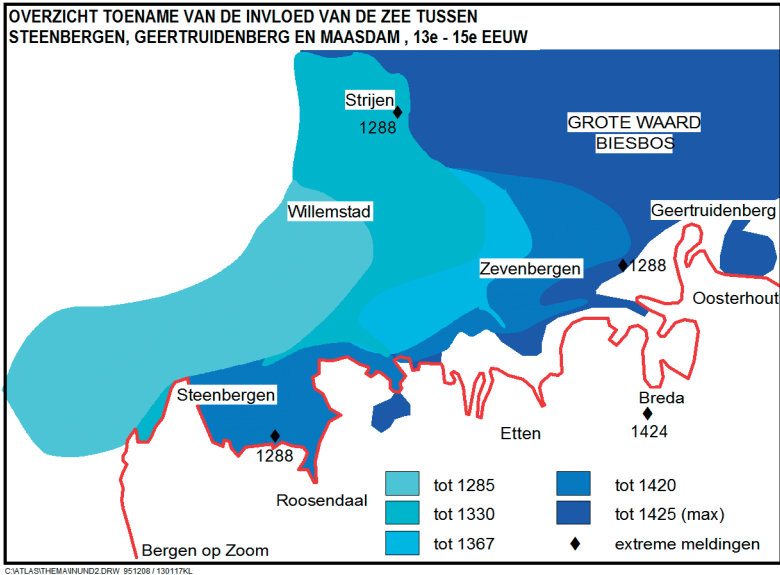 OVERZICHT TOENAME VAN DE INVLOED VAN DE ZEE TUSSEN
STEENBERGEN, GEERTRUIDENBERG EN MAASDAM , 13e - 15e EEUW
Strijen
1288
GROTE WAARD
BIESBOS
Willemstad
Geertruidenberg
Zevenbergen
1288
Oosterhout
Steenbergen
1288
Breda
1424
Etten
Roosendaal
Bergen op Zoom
tot 1285
tot 1330
tot 1367
tot 1420
tot 1425 (max)
extreme meldingen
C:\ATLAS\THEMA\INUND2.DRW 951208 / 130117KL